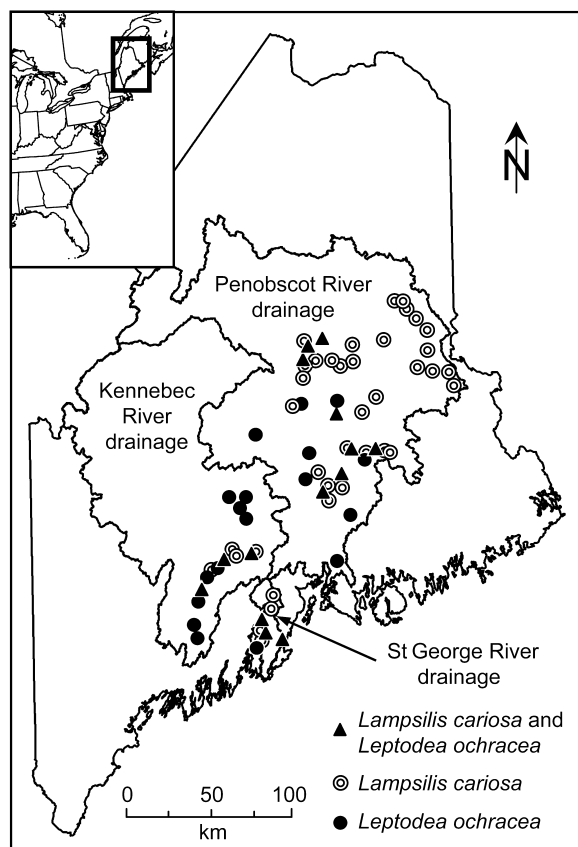 N
Penobscot River
drainage
Kennebec
River
drainage
St George River
drainage
Lampsilis cariosa and
Leptodea ochracea
Lampsilis cariosa
Leptodea ochracea
0 50 100
km